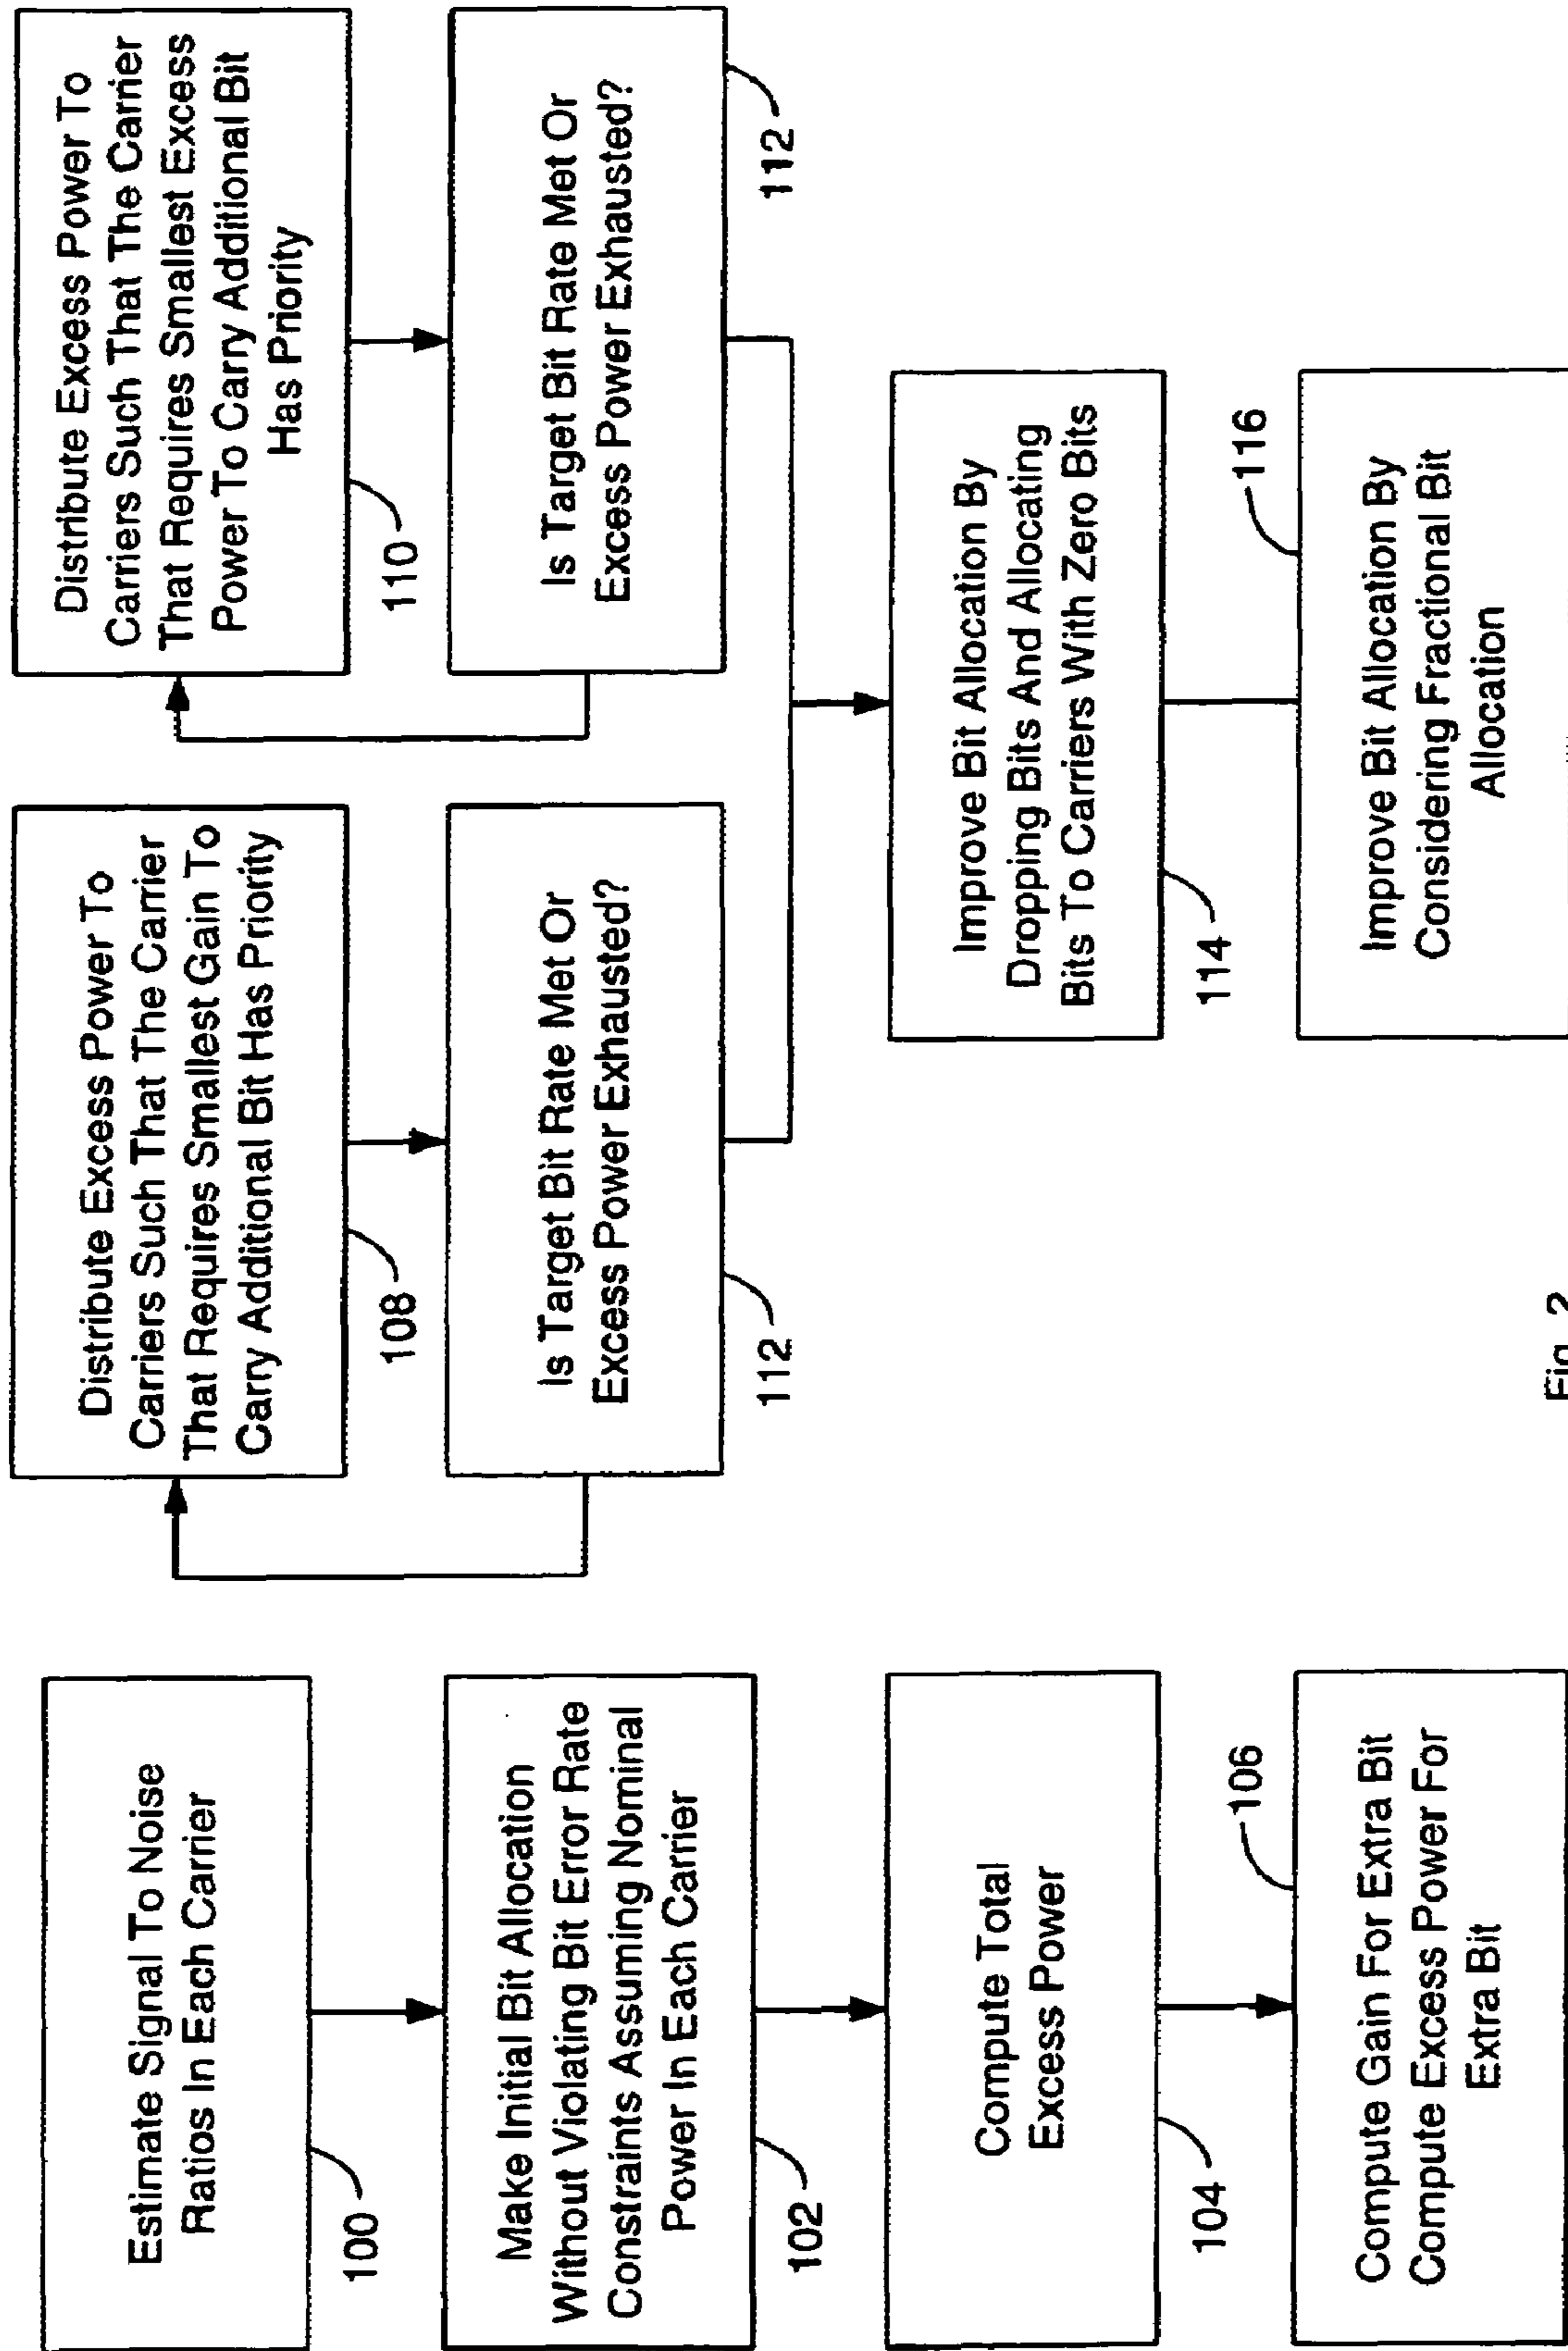 Estimate Signal To Noise
Ratios In Each Carrier
100
Make Initial Bit Allocation
Without Violating Bit Error Rate
Constraints Assuming Nominal
Power In Each Carrier
102
Compute Total
Excess Power
104
Compute Gain For Extra Bit
Compute Excess Power For
Extra Bit
106
Distribute Excess Power To
Carriers Such That The Carrier
That Requires Smallest Gain To
Carry Additional Bit Has Priority
108
Is Target Bit Rate Met Or
Excess Power Exhausted?
112
Distribute Excess Power To
Carriers Such That The Carrier
That Requires Smallest Excess
Power To Carry Additional Bit
Has Priority
110
Is Target Bit Rate Met Or
Excess Power Exhausted?
112
Improve Bit Allocation By
Dropping Bits And Allocating
Bits To Carriers With Zero Bits
114
Improve Bit Allocation By
Considering Fractional Bit
Allocation
116
Fig. 2